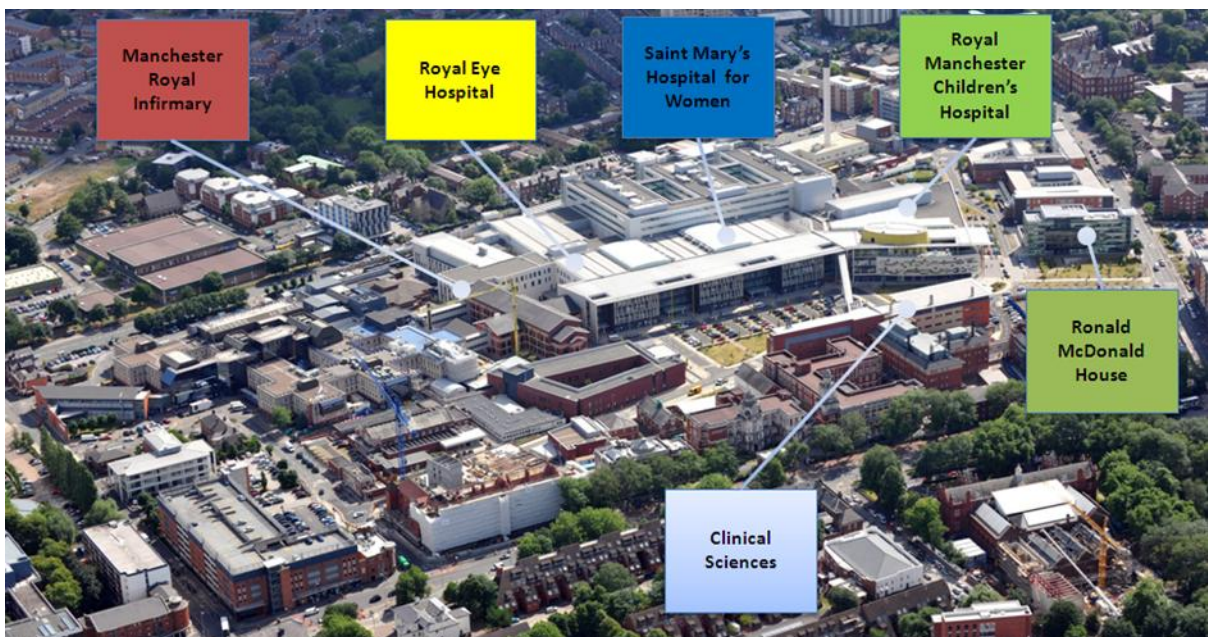 Manchester
Royal
Infirmary
Royal Eye
Hospital
Saint Mary's
Hospital for
Women
Royal
Manchester
Children's
Hospital
Ronald
McDonald
House
Clinical
Sciences